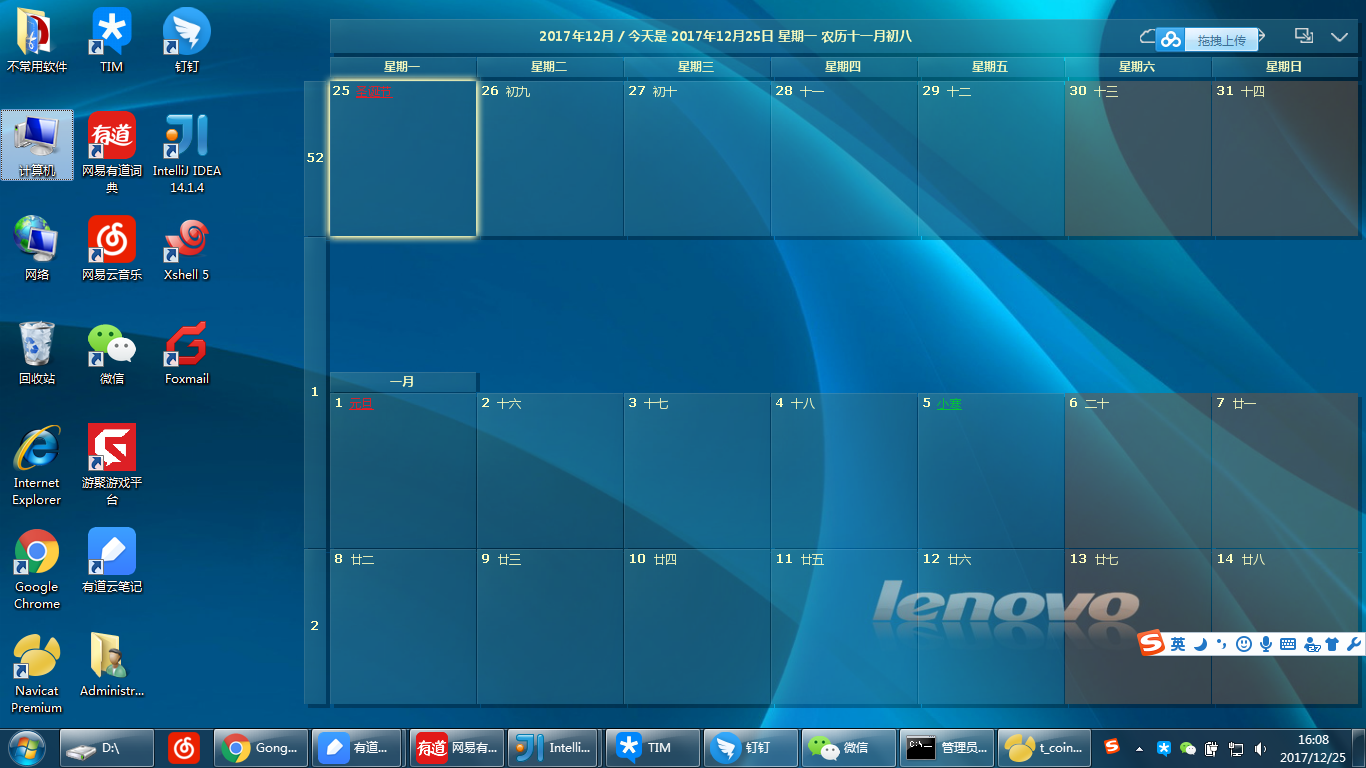 不常用软件
TIM
钉钉
计算机
网易有道词
典
IntelliJ IDEA
14.1.4
网络
网易云音乐
Xshell 5
回收站
微信
Foxmail
Internet
Explorer
游聚游戏平
台
Google
Chrome
有道云笔记
Navicat
Premium
Administr...
2017年12月 / 今天是 2017年12月25日 星期一 农历十一月初八
拖拽上传
星期一 星期二 星期三 星期四 星期五 星期六 星期日
25 26 初九 27 初十 28 十一 29 十二 30 十三 31 十四
52
一月
1
1 元旦 2 十六 3 十七 4 十八 5 小寒 6 二十 7 廿一
8 廿二 9 廿三 10 廿四 11 廿五 12 廿六 13 廿七 14 廿八
2
lenovo
英
D:\
Gong...
有道...
有道 网易有...
Intelli...
TIM
钉钉
微信
管理员...
t_coin...
16:08
2017/12/25